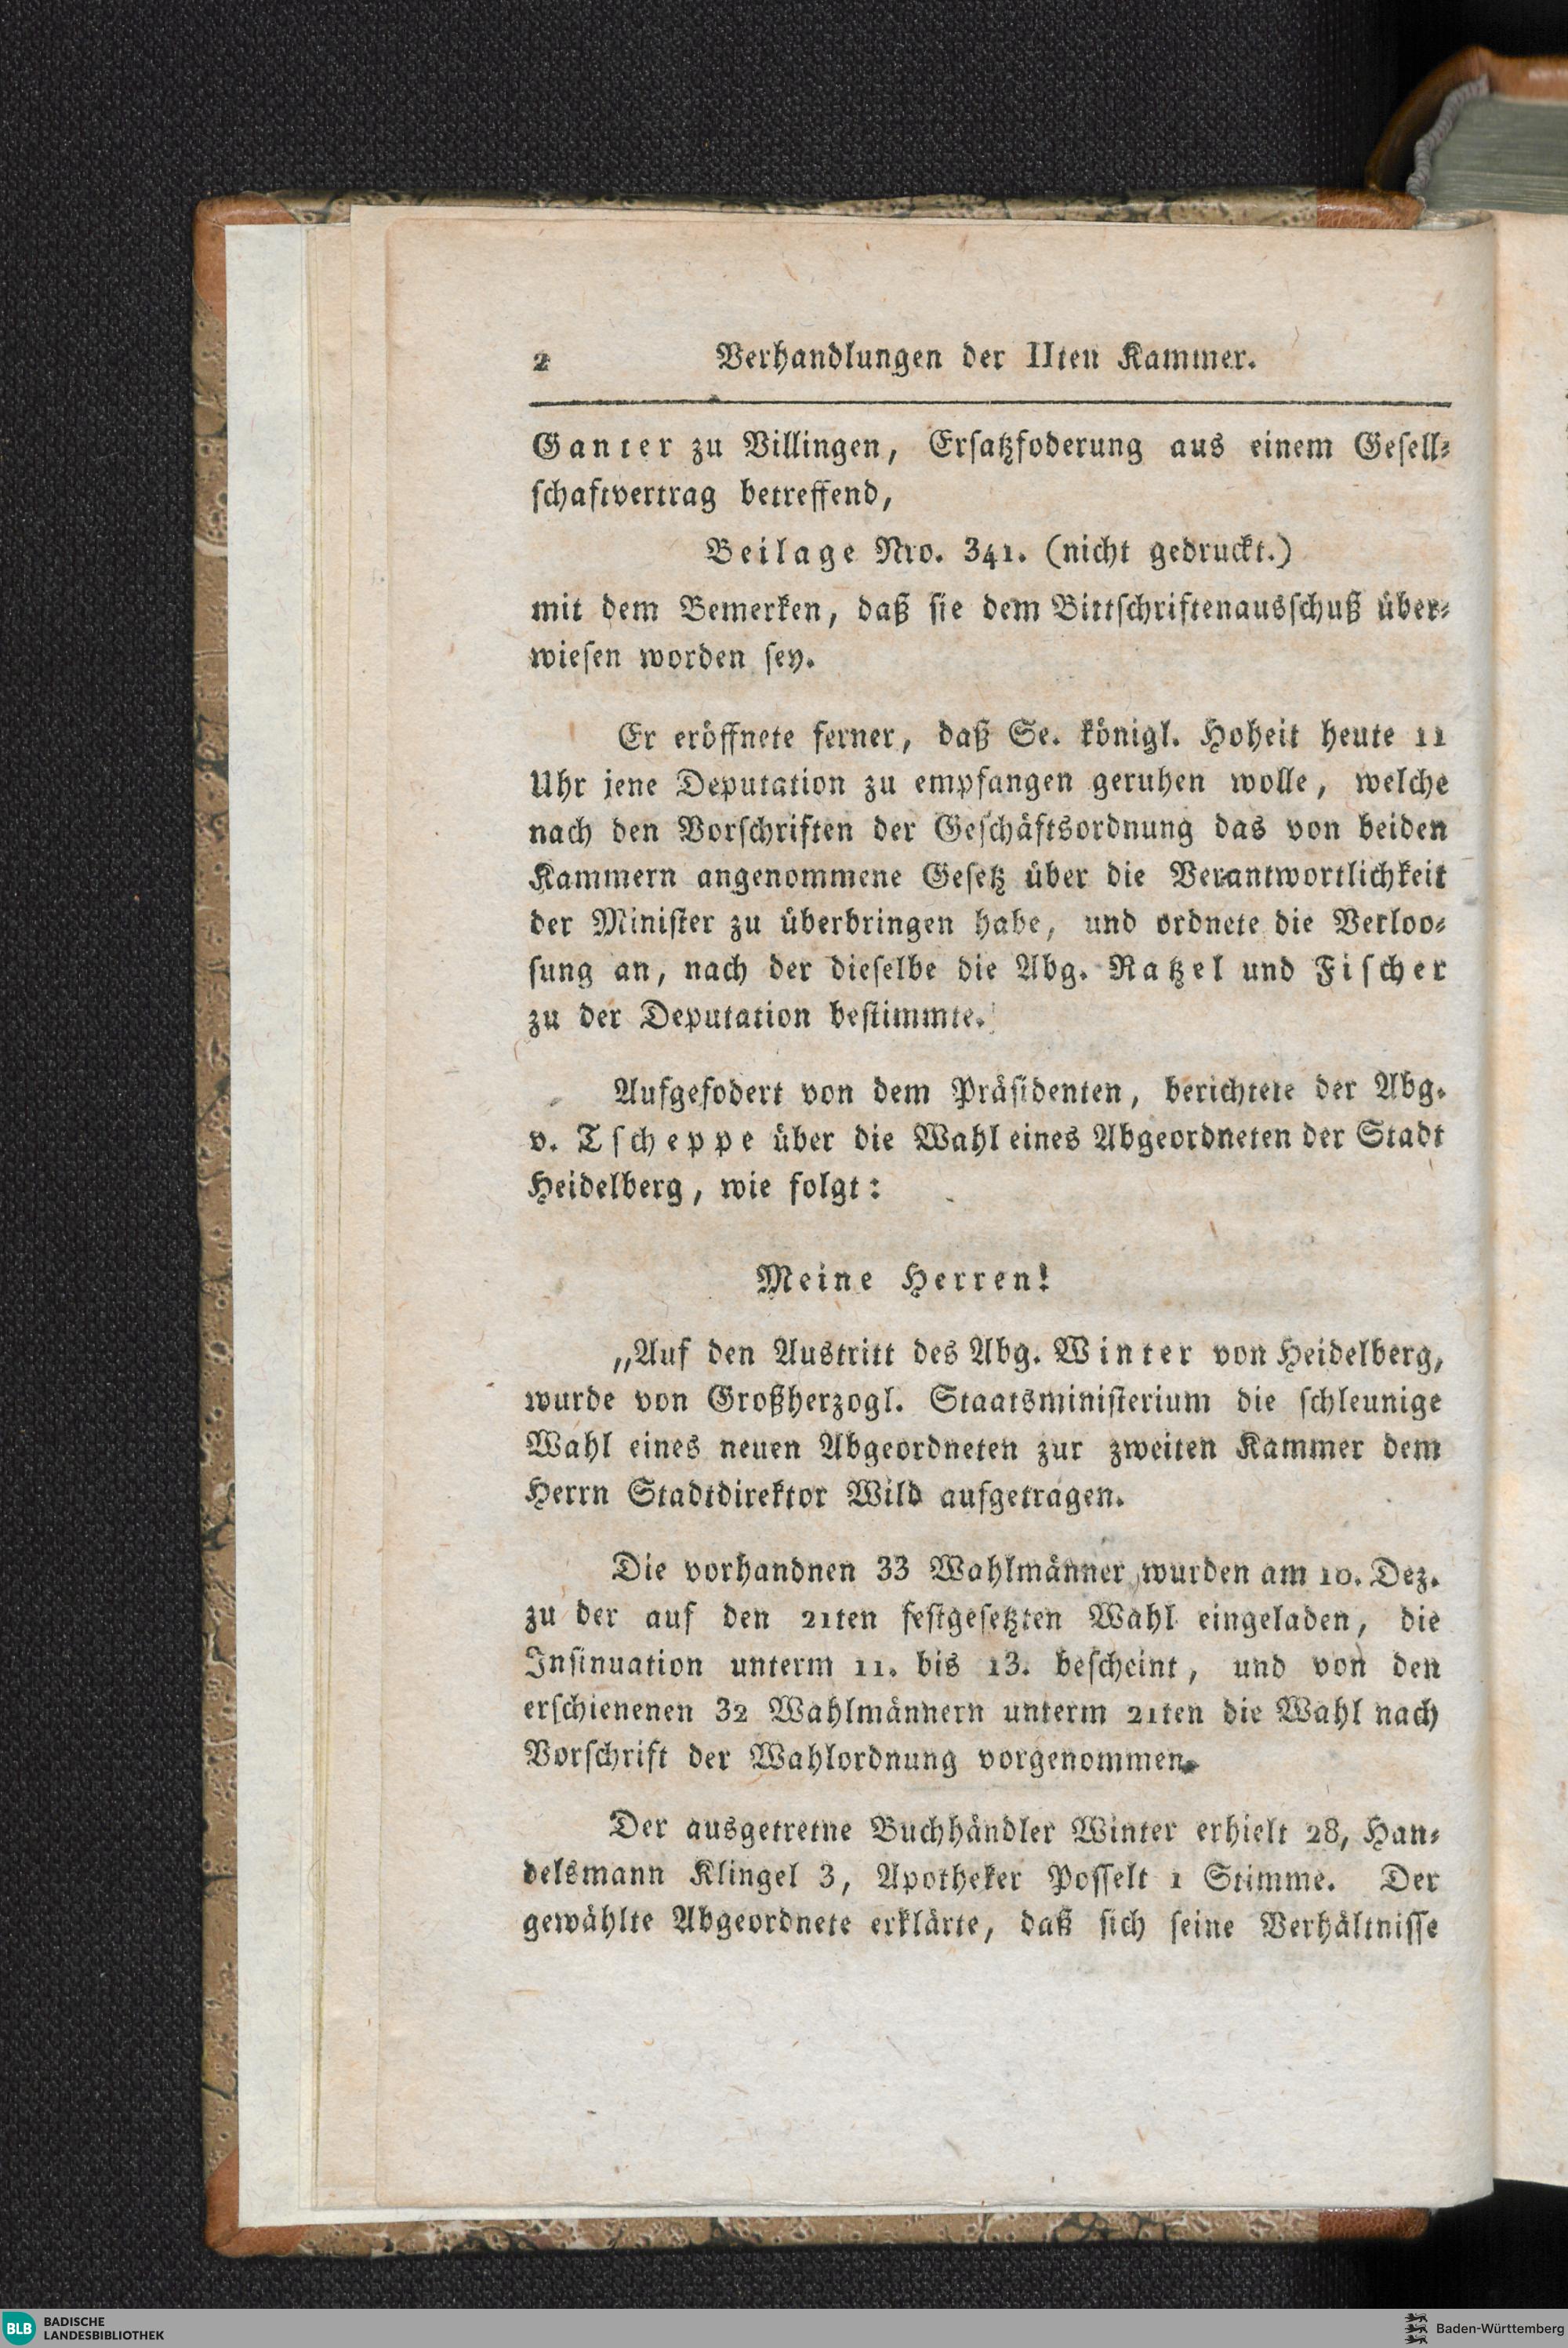 2 Verhandlungen der IIten Kammer.
Ganter zu Villingen, Ersatzfoderung aus einem Gesell-
schaftvertrag betreffend,
Beilage Nro. 341. (nicht gedruckt.)
mit dem Bemerken, daß sie dem Bittschriftenausschuß über-
wiesen worden sey.
Er eröffnete ferner, daß Se. königl. Hoheit heute 11
Uhr jene Deputation zu empfangen geruhen wolle, welche
nach den Vorschriften der Geschäftsordnung das von beiden
Kammern angenommene Gesetz über die Verantwortlichkeit
der Minister zu überbringen habe, und ordnete die Verloo-
sung an, nach der dieselbe die Abg. Ratzel und Fischer
zu der Deputation bestimmte.
Aufgefodert von dem Präsidenten, berichtete der Abg.
v. Tscheppe über die Wahl eines Abgeordneten der Stadt
Heidelberg, wie folgt:
Meine Herren!
„Auf den Austritt des Abg. Winter von Heidelberg,
wurde von Großherzogl. Staatsministerium die schleunige
Wahl eines neuen Abgeordneten zur zweiten Kammer dem
Herrn Stadtdirektor Wild aufgetragen.
Die vorhandnen 33 Wahlmänner wurden am 10. Dez.
zu der auf den 21ten festgesetzten Wahl eingeladen, die
Insinuation unterm 11. bis 13. bescheint, und von den
erschienenen 32 Wahlmännern unterm 21ten die Wahl nach
Vorschrift der Wahlordnung vorgenommen.
Der ausgetretne Buchhändler Winter erhielt 28, Han-
delsmann Klingel 3, Apotheker Posselt 1 Stimme. Der
gewählte Abgeordnete erklärte, daß sich seine Verhältnisse
BLB BADISCHE
LANDESBIBLIOTHEK
Baden-Württemberg